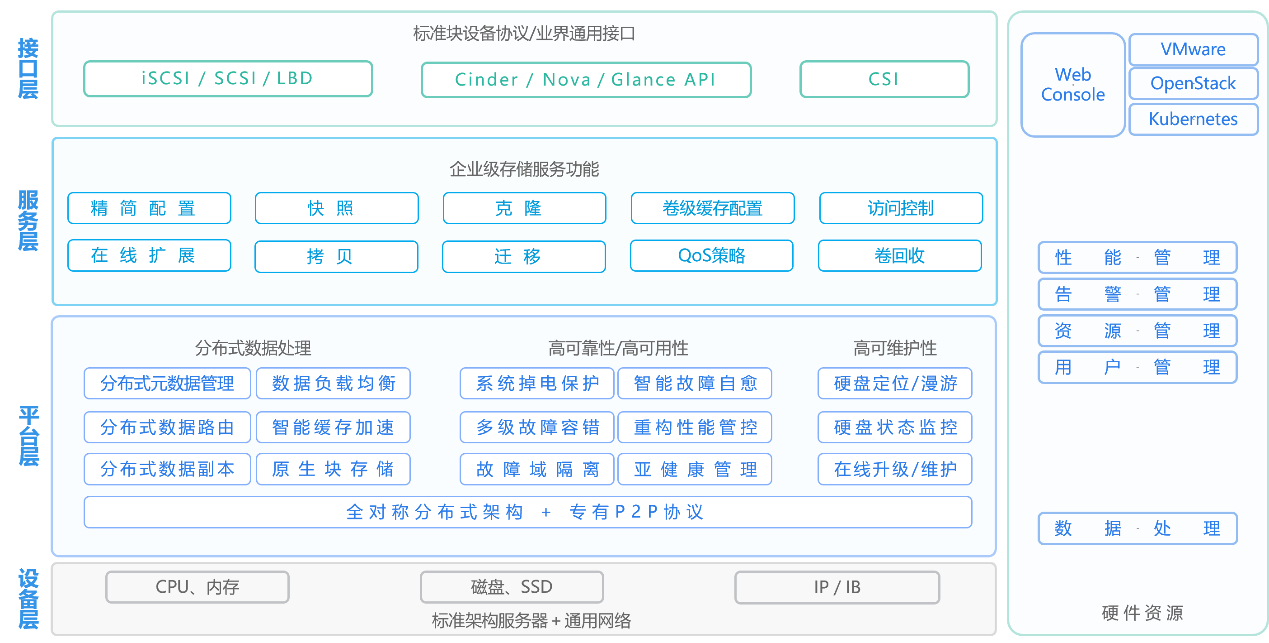 接口层
标准块设备协议/业界通用接口
iSCSI / SCSI / LBD
Cinder / Nova / Glance API
CSI
服务层
企业级存储服务功能
精简配置
快照
克隆
卷级缓存配置
访问控制
在线扩展
拷贝
迁移
QoS策略
卷回收
平台层
分布式数据处理
高可靠性/高可用性
高可维护性
分布式元数据管理
数据负载均衡
系统掉电保护
智能故障自愈
硬盘定位/漫游
分布式数据路由
智能缓存加速
多级故障容错
重构性能管控
硬盘状态监控
分布式数据副本
原生块存储
故障域隔离
亚健康管理
在线升级/维护
全对称分布式架构 + 专有P2P协议
设备层
CPU、内存
磁盘、SSD
IP / IB
标准架构服务器+通用网络
Web
Console
VMware
OpenStack
Kubernetes
性能-管理
告警-管理
资源-管理
用户-管理
数据-处理
硬件资源